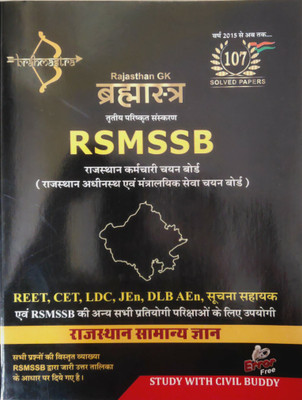 वर्ष 2015 से अब तक...
107
SOLVED PAPERS
brahmastra
Rajasthan GK
ब्रह्मास्त्र
तृतीय परिष्कृत संस्करण
RSMSSB
राजस्थान कर्मचारी चयन बोर्ड
( राजस्थान अधीनस्थ एवं मंत्रालयिक सेवा चयन बोर्ड )
REET, CET, LDC, JEn, DLB AEn, सूचना सहायक
एवं RSMSSB की अन्य सभी प्रतियोगी परीक्षाओं के लिए उपयोगी
राजस्थान सामान्य ज्ञान
सभी प्रश्नों की विस्तृत व्याख्या
RSMSSB द्वारा जारी उत्तर तालिका
के आधार पर दिये गए है।
Error
Free
STUDY WITH CIVIL BUDDY